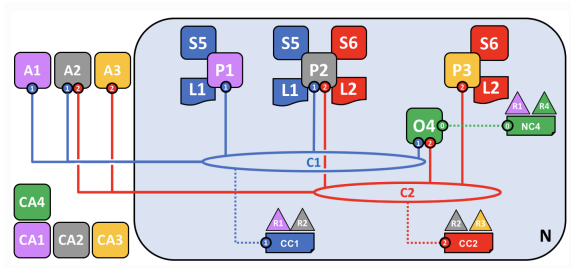 S5 S5 S6 S6
A1 A2 A3 P1 P2 P3
1 1 2 2 L1 1 L1 1 2 L2 2 L2
R1 R4
O4 0 0 NC4
1 2
C1
C2
CA4
R1 R2 R2 R3
CA1 CA2 CA3 1 CC1 2 CC2 N